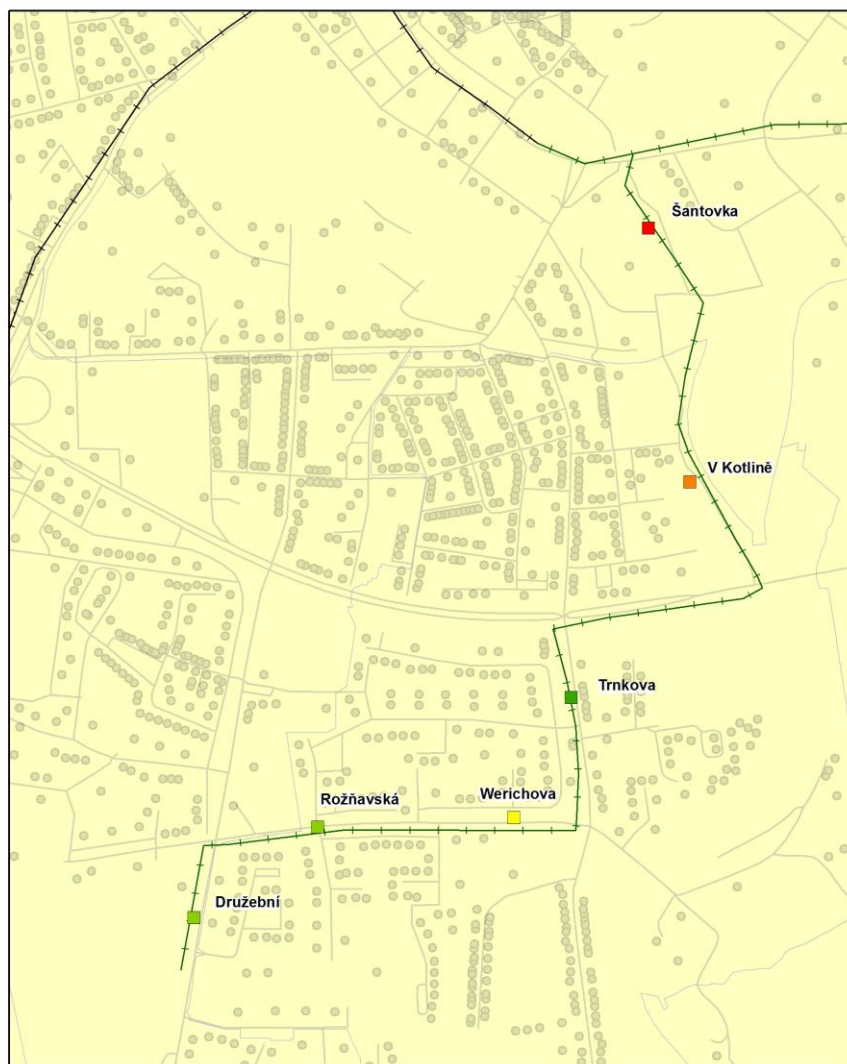 Šantovka
V Kotlině
Trnkova
Werichova
Rožňavská
Družební